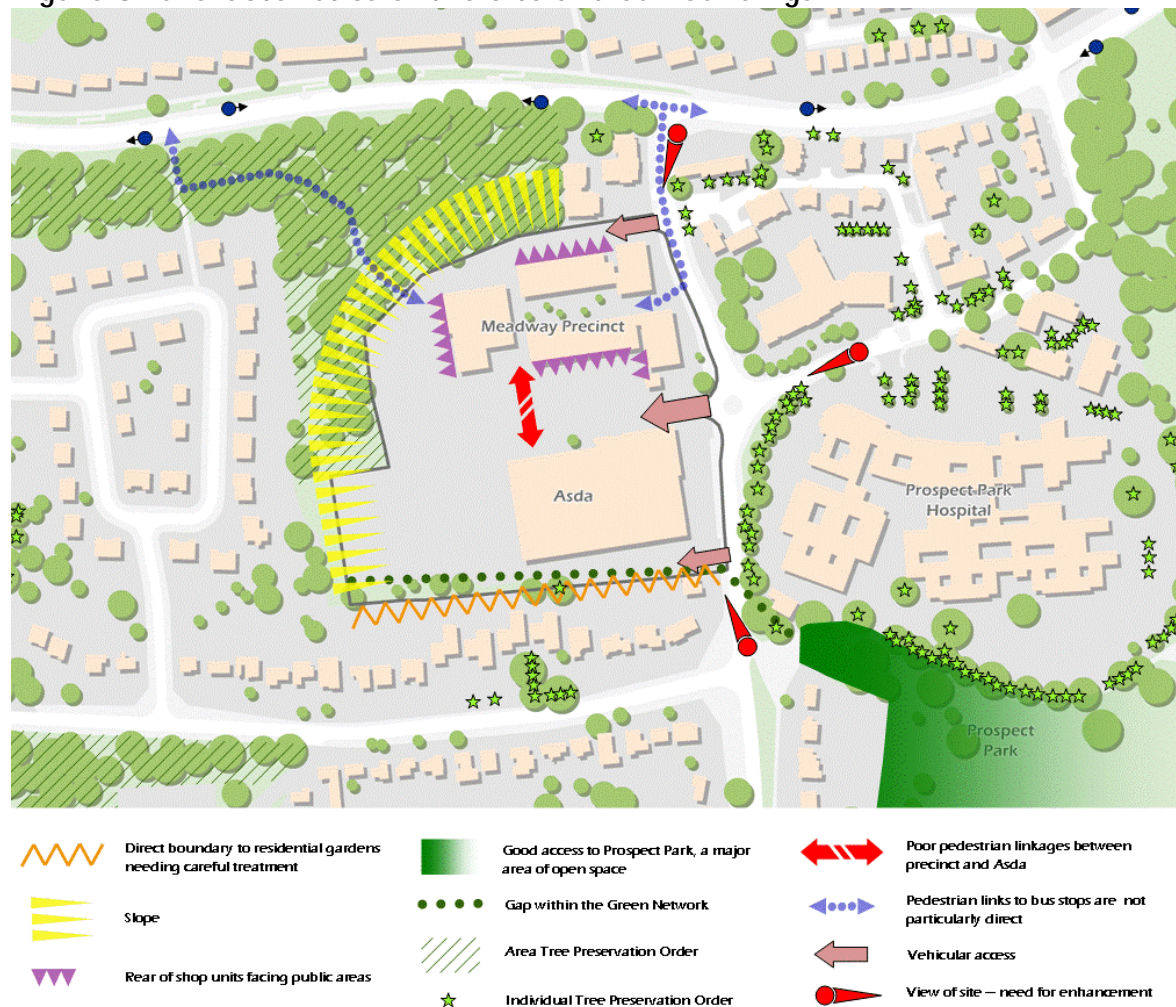 Meadway Precinct
Asda
Prospect Park
Hospital
Prospect
Park
Direct boundary to residential gardens
needing careful treatment
Slope
Rear of shop units facing public areas
Good access to Prospect Park, a major
area of open space
Gap within the Green Network
Area Tree Preservation Order
Individual Tree Preservation Order
Poor pedestrian linkages between
precinct and Asda
Pedestrian links to bus stops are not
particularly direct
Vehicular access
View of site – need for enhancement